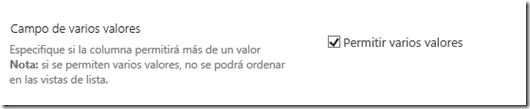 Campo de varios valores
Especifique si la columna permitirá más de un valor
Nota: si se permiten varios valores, no se podrá ordenar
en las vistas de lista.
Permitir varios valores